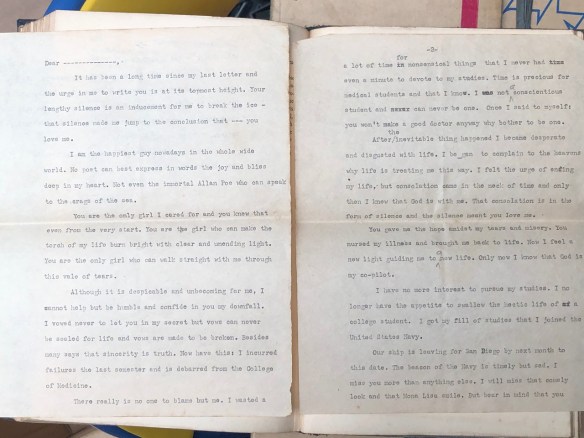 Dear --------------,
It has been a long time since my last letter and
the urge in me to write you is at its topmost height. Your
lengthy silence is an inducement for me to break the ice -
that silence made me jump to the conclusion that --- you
love me.
I am the happiest guy nowadays in the whole wide
world. No poet can best express in words the joy and bliss
deep in my heart. Not even the immortal Allan Poe who can speak
to the of the sea.
You are the only girl I cared for and you know that
even from the very start. You are the girl who can make the
torch of my life burn bright with clear and unending light.
You are the only girl who can walk straight with me through
this vale of tears.
Although it is despicable and unbecoming for me, I
cannot help but be humble and confide in you my downfall.
I vowed never to let you in my secret but vows can never
be sealed for life and vows are made to be broken. Besides
many says that sincerity is truth. Now have this: I incurred
failures the last semester and is debarred from the College
of Medicine.
There really is no one to blame but me. I wasted a
-2-
for
a lot of time in nonsensical things that I never had time
even a minute to devote to my studies. Time is precious for
medical students and that I know. I was not conscientious
a
student and never can never be one. Once I said to myself;
you won't make a good doctor anyway why bother to be one.
the
After/inevitable thing happened I became desperate
and disgusted with life. I be an to complain to the heavens
why life is treating me this way. I felt the urge of ending
my life, but consolation came in the neck of time and only
then I knew that God is with me. That consolation is in the
form of silence and the silence meant you love me.
You gave me the hope amidst my tears and misery. You
nursed my illness and brought me back to life. Now I feel a
new light guiding me to new life. Only now I know that God is
a
my co-pilot.
I have no more interest to pursue my studies. I no
longer have the appetite to swallow the hectic life of a
college student. I got my fill of studies that I joined the
United States Navy.
Our ship is leaving for San Diego by next month to
this date. The beacon of the Navy is timely but sad. I
miss you more than anything else. I will miss that homely
look and that Mona Lisa smile. But bear in mind that you